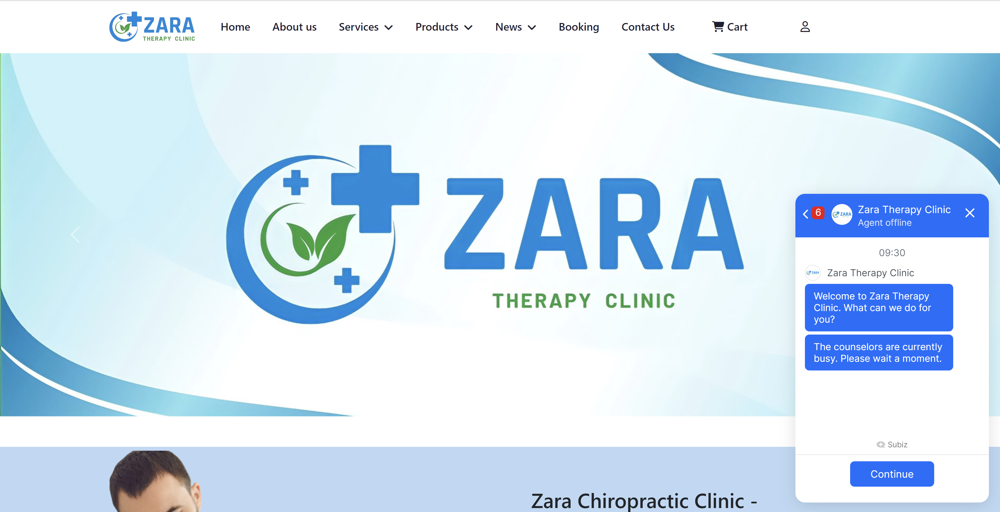 ZARA
THERAPY CLINIC
Home
About us
Services
Products
News
Booking
Contact Us
Cart
ZARA
THERAPY CLINIC
6
ZARA
Zara Therapy Clinic
Agent offline
09:30
ZARA
Zara Therapy Clinic
Welcome to Zara Therapy
Clinic. What can we do for
you?
The counselors are currently
busy. Please wait a moment.
Subiz
Continue
Zara Chiropractic Clinic -